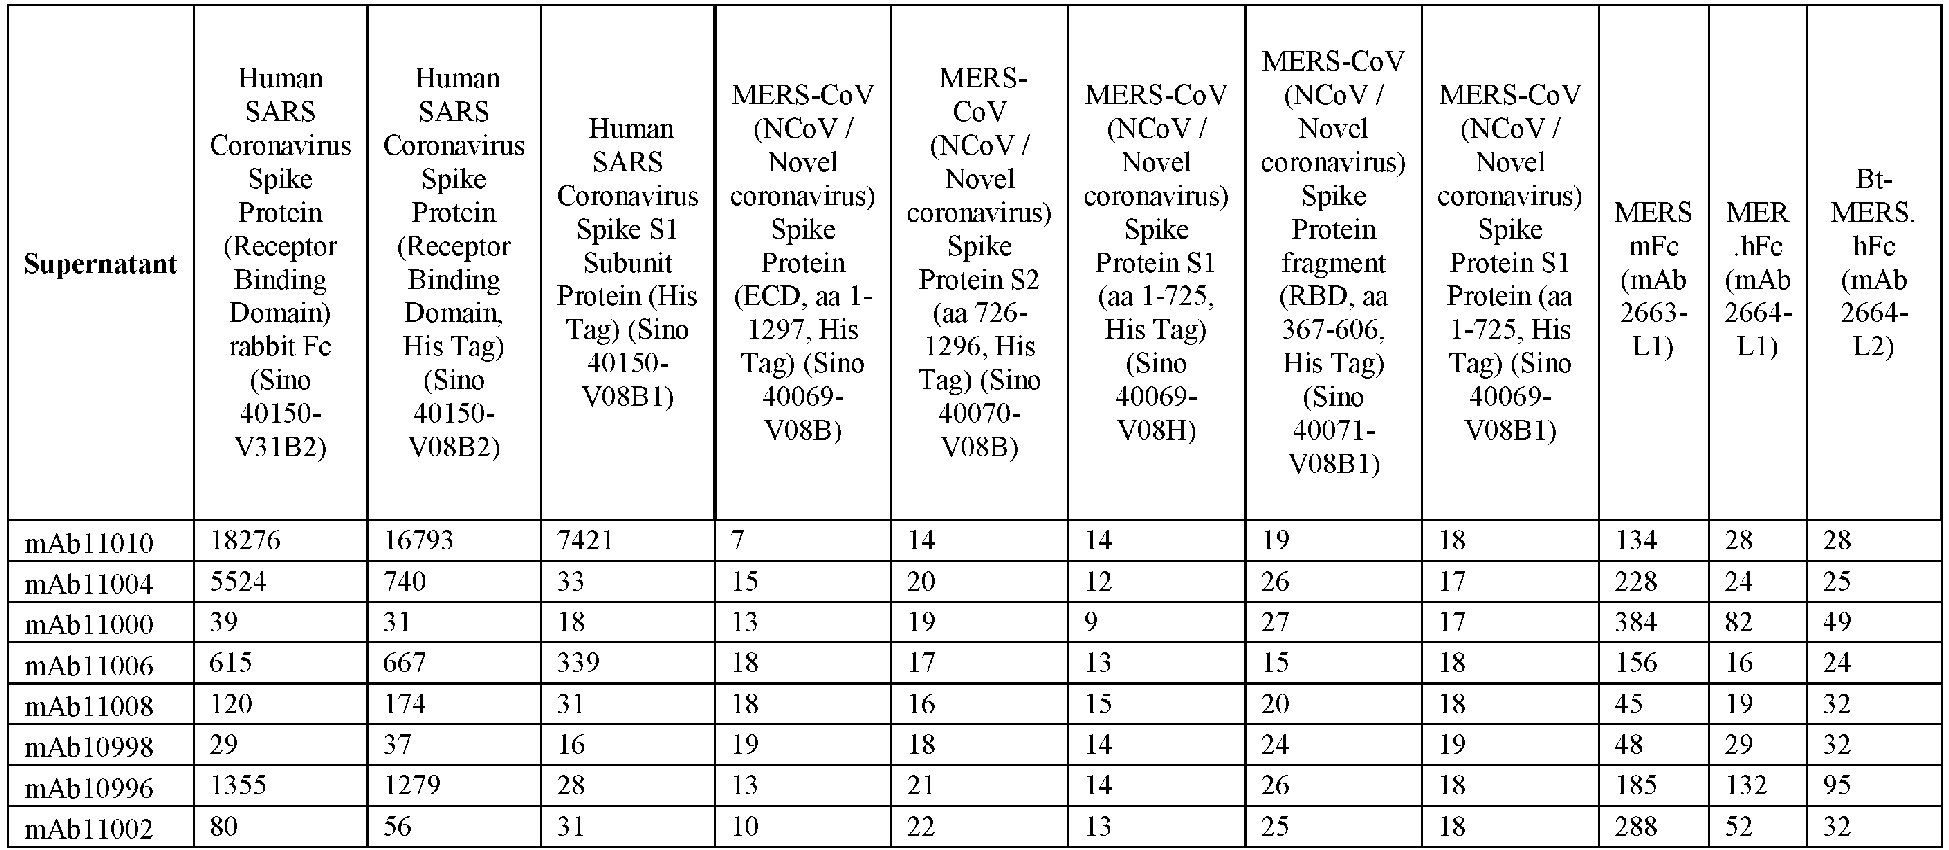 Supernatant
Human
SARS
Coronavirus
Spike
Protein
(Receptor
Binding
Domain)
rabbit Fc
(Sino
40150-
V31B2)
Human
SARS
Coronavirus
Spike
Protein
(Receptor
Binding
Domain,
His Tag)
(Sino
40150-
V08B2)
Human
SARS
Coronavirus
Spike S1
Subunit
Protein (His
Tag) (Sino
40150-
V08B1)
MERS-CoV
(NCoV /
Novel
coronavirus)
Spike
Protein
(ECD, aa 1-
1297, His
Tag) (Sino
40069-
V08B)
MERS-
CoV
(NCoV /
Novel
coronavirus)
Spike
Protein S2
(aa 726-
1296, His
Tag) (Sino
40070-
V08B)
MERS-CoV
(NCoV /
Novel
coronavirus)
Spike
Protein S1
(aa 1-725,
His Tag)
(Sino
40069-
V08H)
MERS-CoV
(NCoV /
Novel
coronavirus)
Spike
Protein
fragment
(RBD, aa
367-606,
His Tag)
(Sino
40071-
V08B1)
MERS-CoV
(NCoV /
Novel
coronavirus)
Spike
Protein S1
Protein (aa
1-725, His
Tag) (Sino
40069-
V08B1)
MERS
mFc
(mAb
2663-
L1)
MER
.hFc
(mAb
2664-
L1)
Bt-
MERS.
hFc
(mAb
2664-
L2)
mAb11010 18276 16793 7421 7 14 14 19 18 134 28 28
mAb11004 5524 740 33 15 20 12 26 17 228 24 25
mAb11000 39 31 18 13 19 9 27 17 384 82 49
mAb11006 615 667 339 18 17 13 15 18 156 16 24
mAb11008 120 174 31 18 16 15 20 18 45 19 32
mAb10998 29 37 16 19 18 14 24 19 48 29 32
mAb10996 1355 1279 28 13 21 14 26 18 185 132 95
mAb11002 80 56 31 10 22 13 25 18 288 52 32